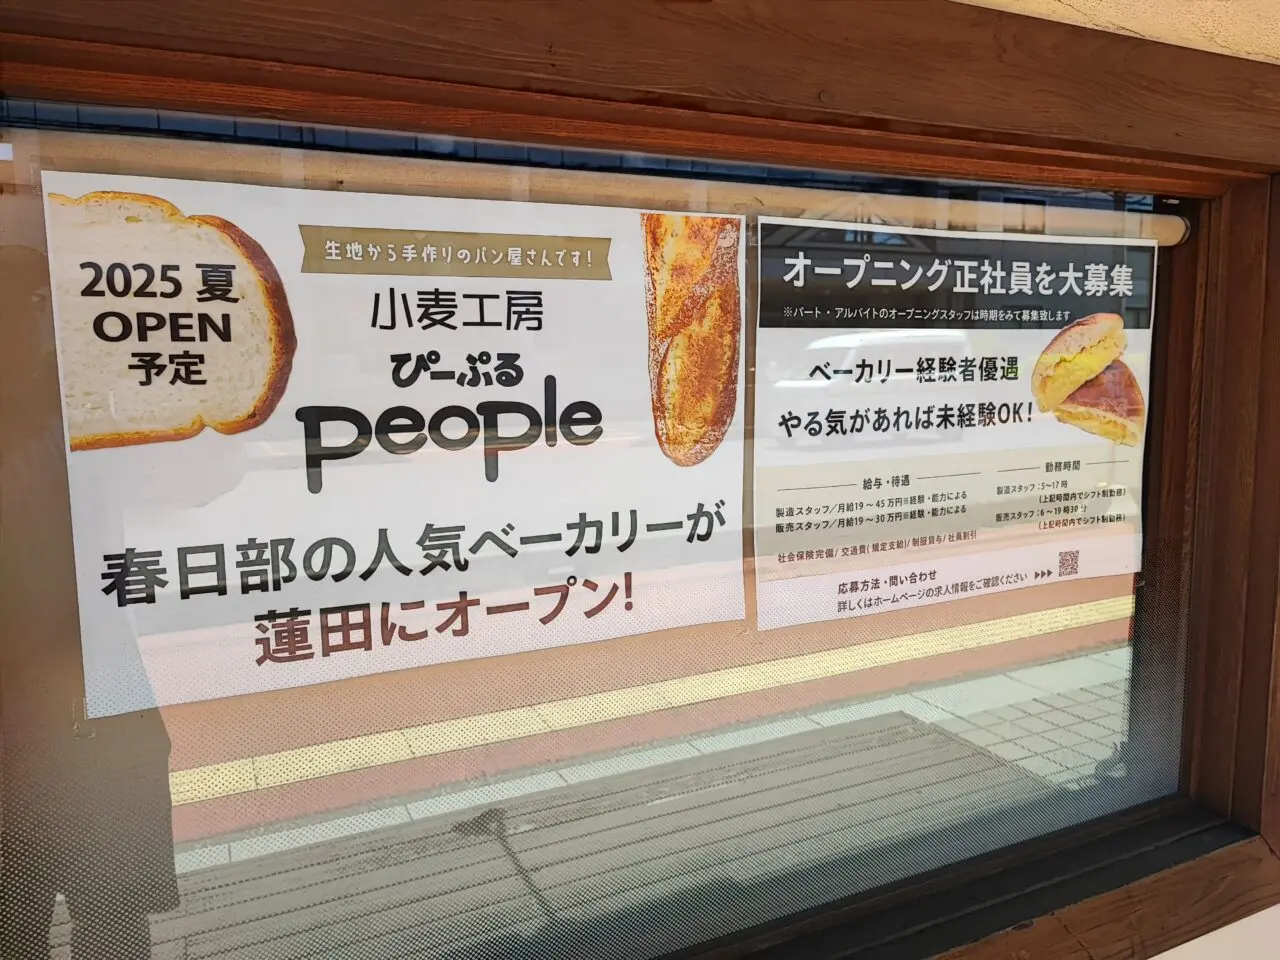 2025 夏
OPEN
予定
生地から手作りのパン屋さんです!
小麦工房
ぴーぷる
people
春日部の人気ベーカリーが
蓮田にオープン!
オープニング正社員を大募集
※パート・アルバイトのオープニングスタッフは時期をみて募集致します
ベーカリー経験者優遇
やる気があれば未経験OK!
給与・待遇
製造スタッフ/月給19～45万円※経験・能力による
販売スタッフ/月給19～30万円※経験・能力による
社会保険完備/交通費(規定支給)/制服貸与/社員割引
勤務時間
製造スタッフ:5～17時
(上記時間内でシフト制勤務)
販売スタッフ:6～19時30分
(上記時間内でシフト制勤務)
応募方法・問い合わせ
詳しくはホームページの求人情報をご確認ください ▶▶▶